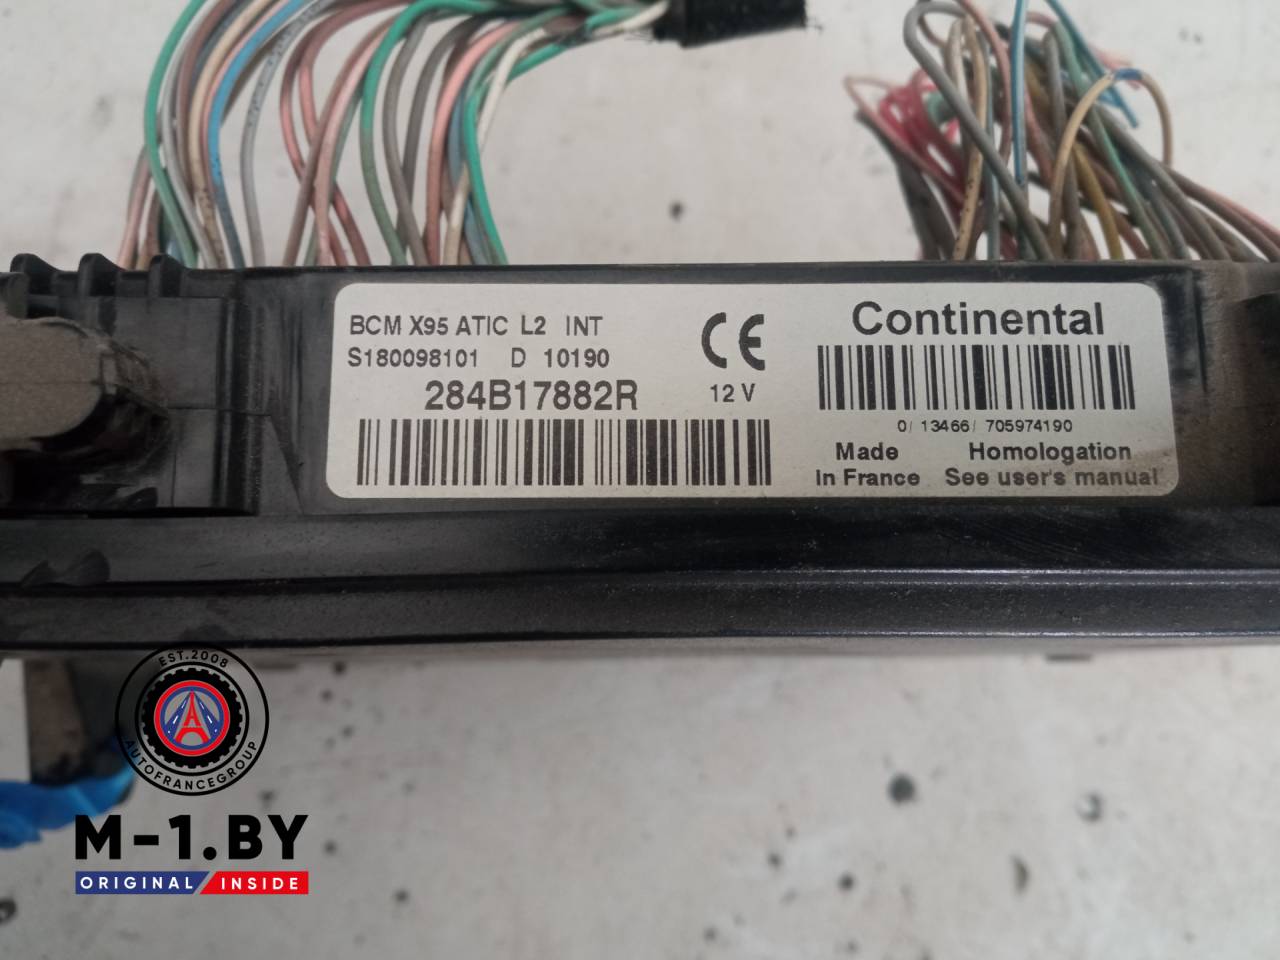 BCM X95 ATIC L2 INT
S180098101 D 10190
284B17882R
12 V
Continental
0/ 13466/ 705974190
Made
in France
Homologation
See user's manual
EST.2008
AUTOFRANCEGROUP
M-1.BY
ORIGINAL / INSIDE